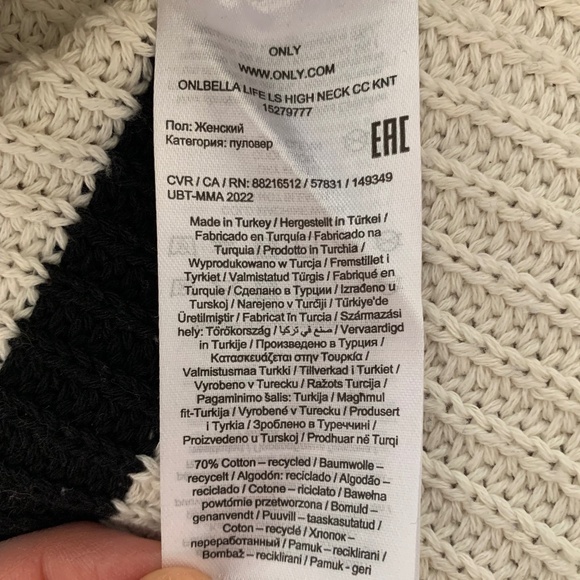 ONLY
WWW.ONLY.COM
ONLBELLA LIFE LS HIGH NECK CC KNT
15279777
Пол: Женский
Категория: пуловер
EAC
CVR / CA / RN: 88216512 / 57831 / 149349
UBT-MMA 2022
Made in Turkey / Hergestellt in Türkei /
Fabricado en Turquía / Fabricado na
Turquia / Prodotto in Turchia /
Wyprodukowano w Turcja / Fremstillet i
Tyrkiet / Valmistatud Türgis / Fabriqué en
Turquie / Сделано в Турции / Izrađeno u
Turskoj / Narejeno v Turčiji / Türkiye'de
Üretilmiştir / Fabricat în Turcia / Származási
hely: Törökország / صنع في تركيا / Vervaardigd
in Turkije / Произведено в Турция /
Κατασκευάζεται στην Τουρκία /
Valmistusmaa Turkki / Tillverkad i Turkiet /
Vyrobeno v Turecku / Ražots Turcija /
Pagaminimo šalis: Turkija / Magħmul
fit-Turkija / Vyrobené v Turecku / Produsert
i Tyrkia / Зроблено в Туреччині /
Proizvedeno u Turskoj / Prodhuar në Turqi
70% Cotton – recycled / Baumwolle –
recycelt / Algodón: reciclado / Algodão –
reciclado / Cotone - riciclato / Bawełna
powtórnie przetworzona / Bomuld –
genanvendt / Puuvill - taaskasutatud /
Coton – recyclé / Хлопок –
переработанный / Pamuk – reciklirani /
Bombaž – reciklirani / Pamuk - geri